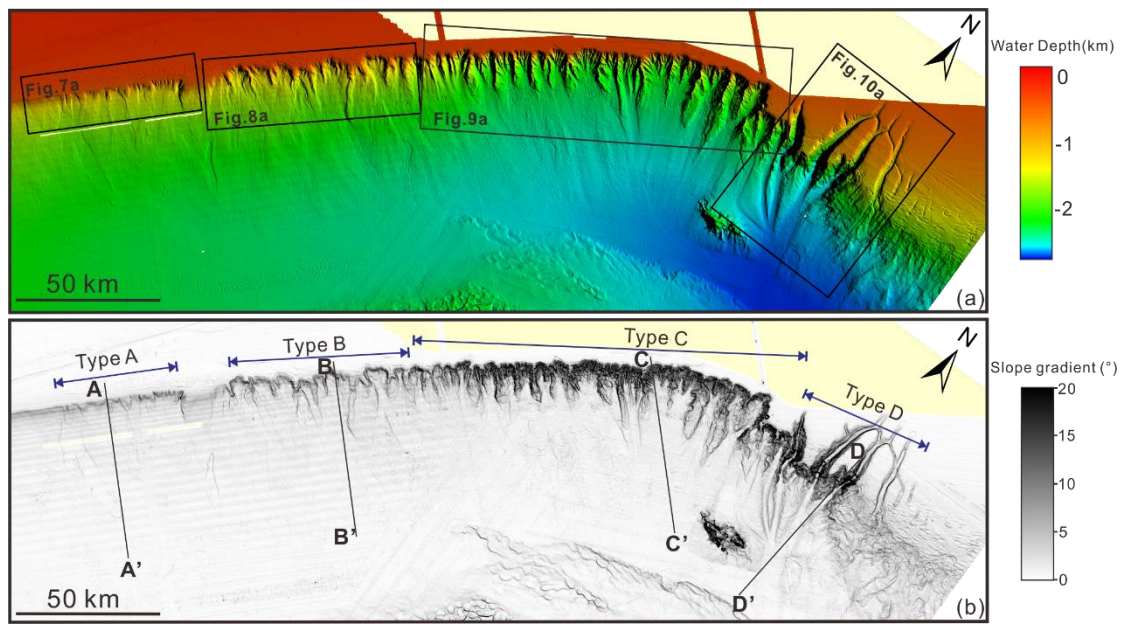 N
Water Depth(km)
0
-1
-2
Fig.7a
Fig.8a
Fig.9a
Fig.10a
50 km
(a)
N
Slope gradient (°)
20
15
10
5
0
Type A
Type B
Type C
Type D
A
B
C
D
A'
B'
C'
D'
50 km
(b)